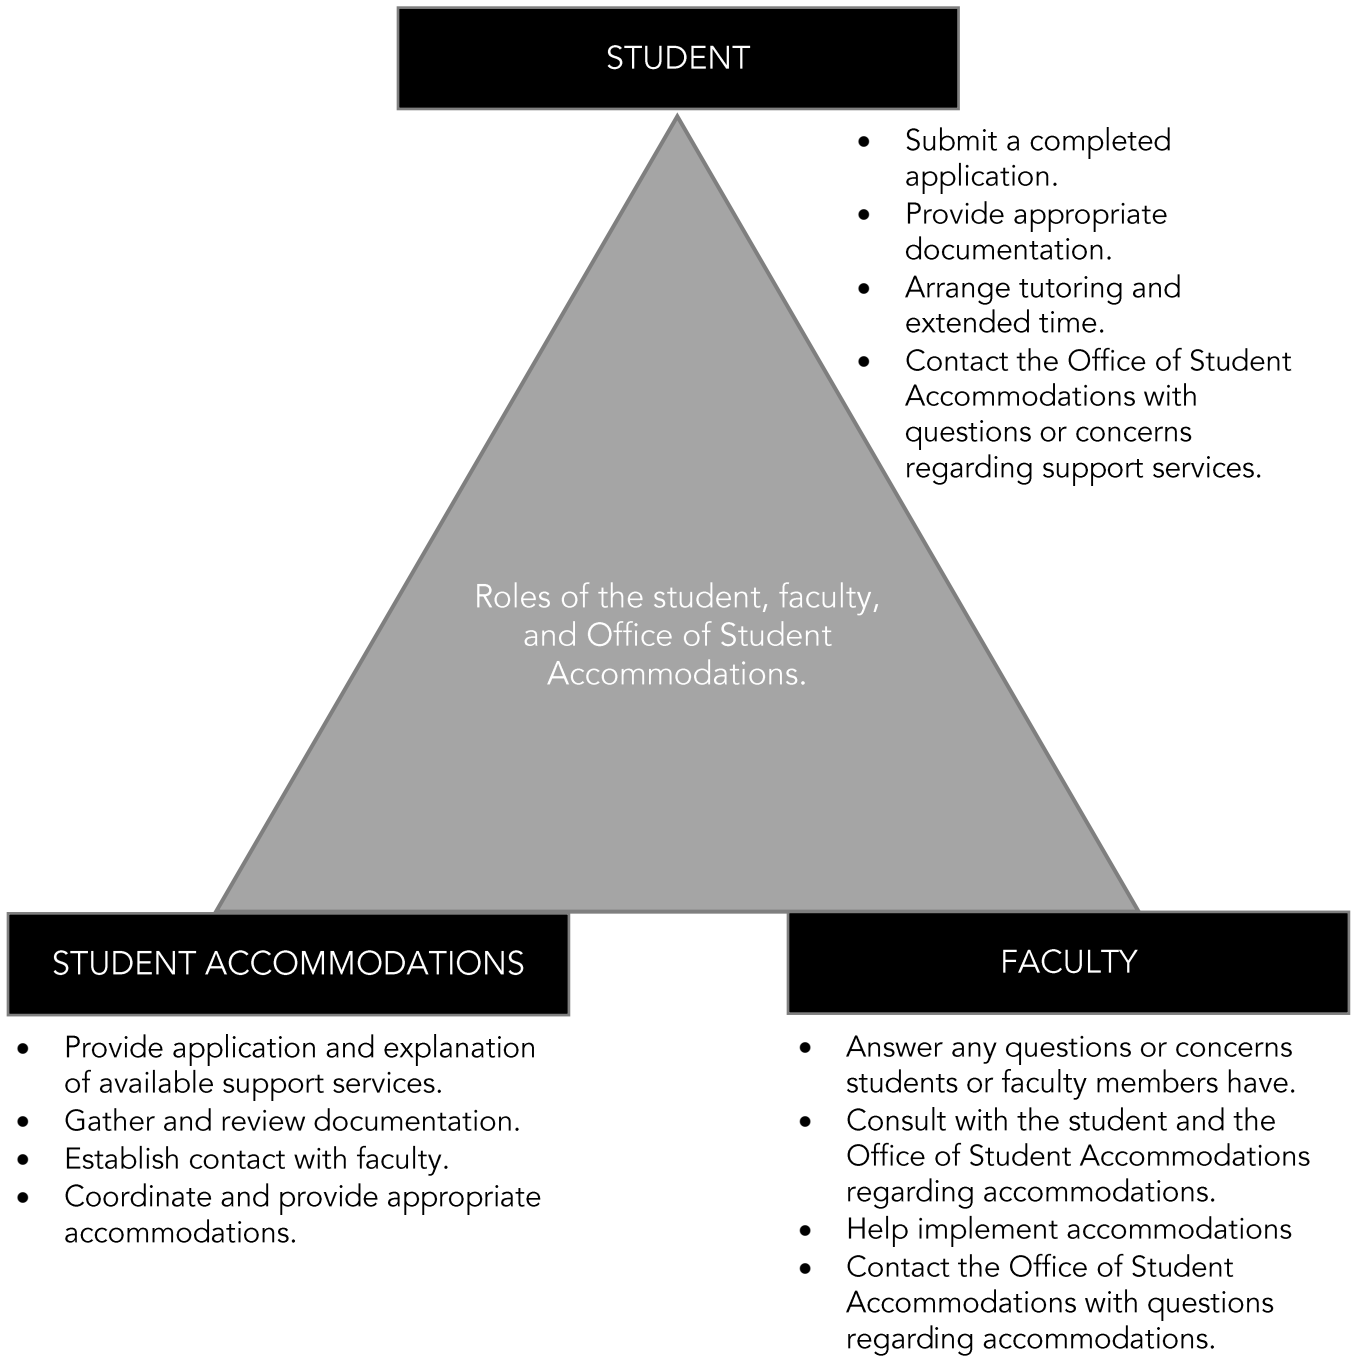 STUDENT
• Submit a completed
application.
• Provide appropriate
documentation.
• Arrange tutoring and
extended time.
• Contact the Office of Student
Accommodations with
questions or concerns
regarding support services.
Roles of the student, faculty,
and Office of Student
Accommodations.
STUDENT ACCOMMODATIONS
• Provide application and explanation
of available support services.
• Gather and review documentation.
• Establish contact with faculty.
• Coordinate and provide appropriate
accommodations.
FACULTY
• Answer any questions or concerns
students or faculty members have.
• Consult with the student and the
Office of Student Accommodations
regarding accommodations.
• Help implement accommodations
• Contact the Office of Student
Accommodations with questions
regarding accommodations.